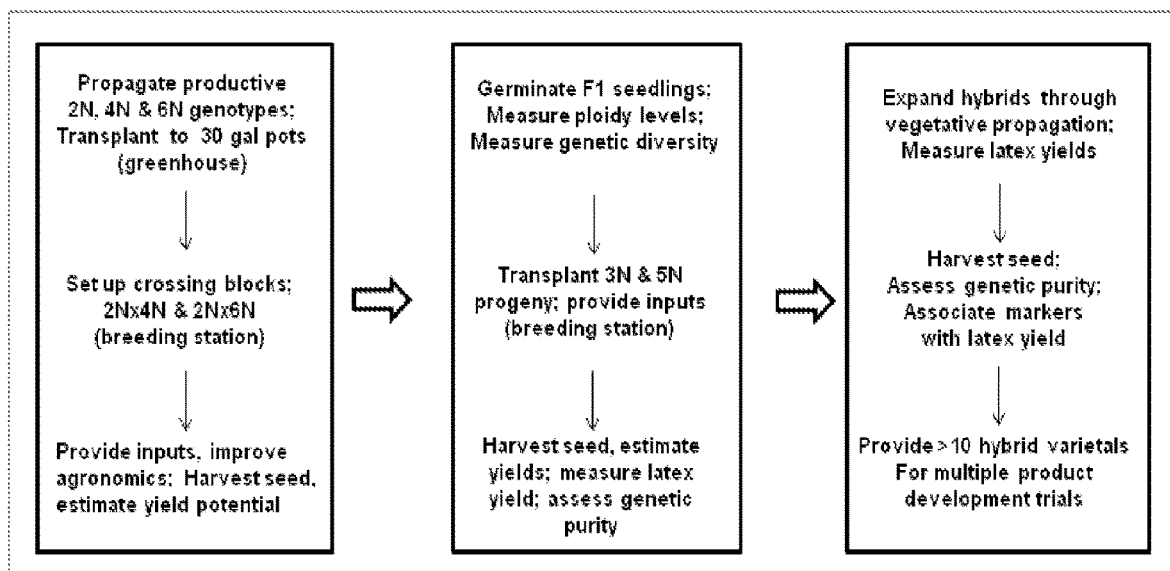 Propagate productive
2N, 4N & 6N genotypes;
Transplant to 30 gal pots
(greenhouse)
Set up crossing blocks;
2Nx4N & 2Nx6N
(breeding station)
Provide inputs, improve
agronomics; Harvest seed,
estimate yield potential
Germinate F1 seedlings;
Measure ploidy levels;
Measure genetic diversity
Transplant 3N & 5N
progeny; provide inputs
(breeding station)
Harvest seed, estimate
yields; measure latex
yield; assess genetic
purity
Expand hybrids through
vegetative propagation;
Measure latex yields
Harvest seed;
Assess genetic purity;
Associate markers
with latex yield
Provide >10 hybrid varietals
For multiple product
development trials